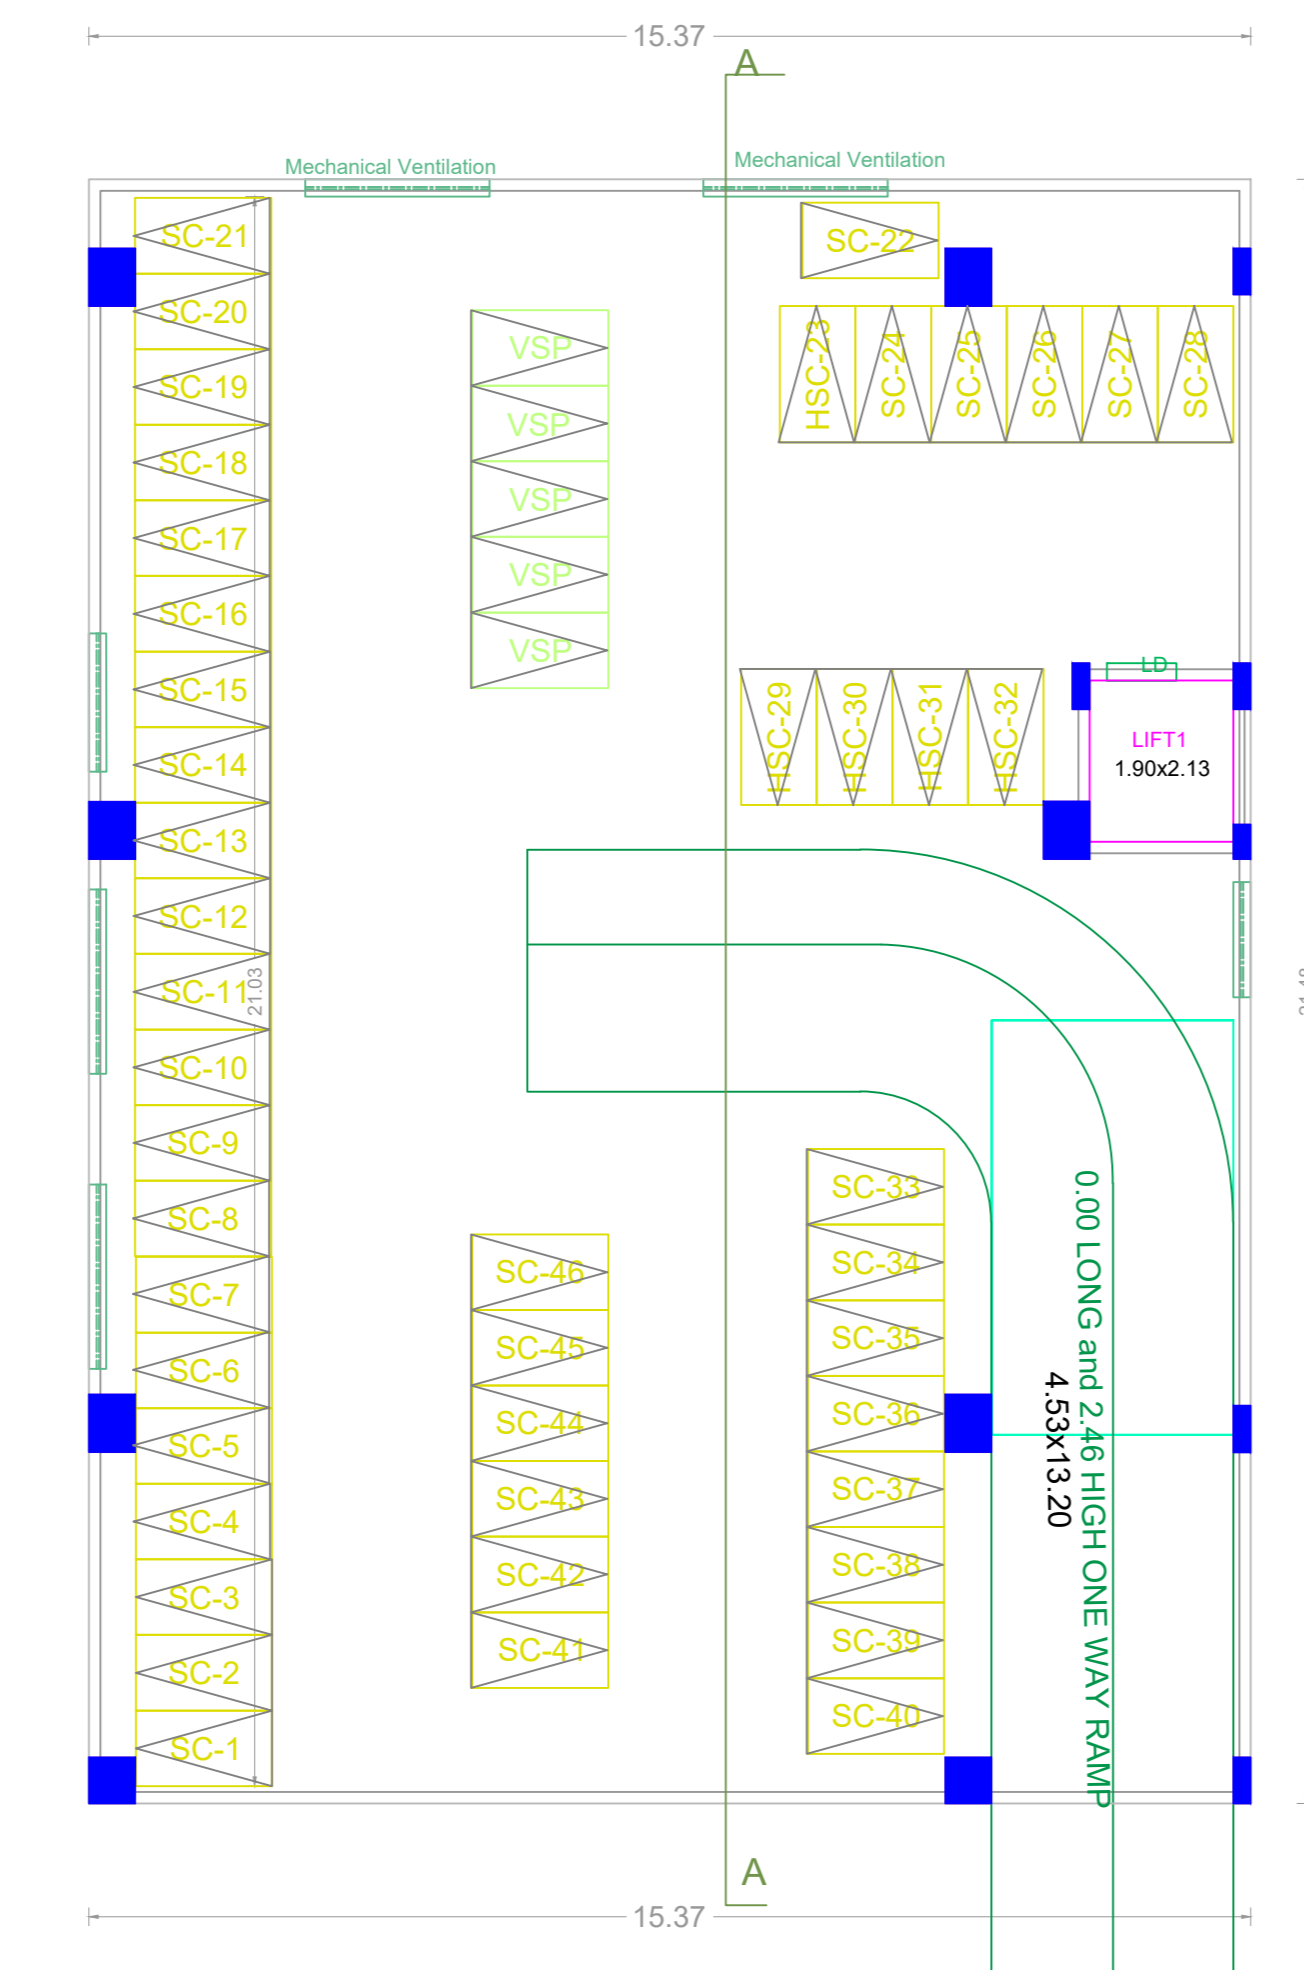 15.37
A
Mechanical Ventilation
Mechanical Ventilation
SC-21
SC-20
SC-19
SC-18
SC-17
SC-16
SC-15
SC-14
SC-13
SC-12
SC-11
SC-10
SC-9
SC-8
SC-7
SC-6
SC-5
SC-4
SC-3
SC-2
SC-1
21.03
VSP
VSP
VSP
VSP
VSP
SC-22
HSC-23
SC-24
SC-25
SC-26
SC-27
SC-28
HSC-29
HSC-30
HSC-31
HSC-32
LD
LIFT1
1.90x2.13
SC-33
SC-34
SC-35
SC-36
SC-37
SC-38
SC-39
SC-40
SC-46
SC-45
SC-44
SC-43
SC-42
SC-41
0.00 LONG and 2.46 HIGH ONE WAY RAMP
4.53x13.20
A
15.37